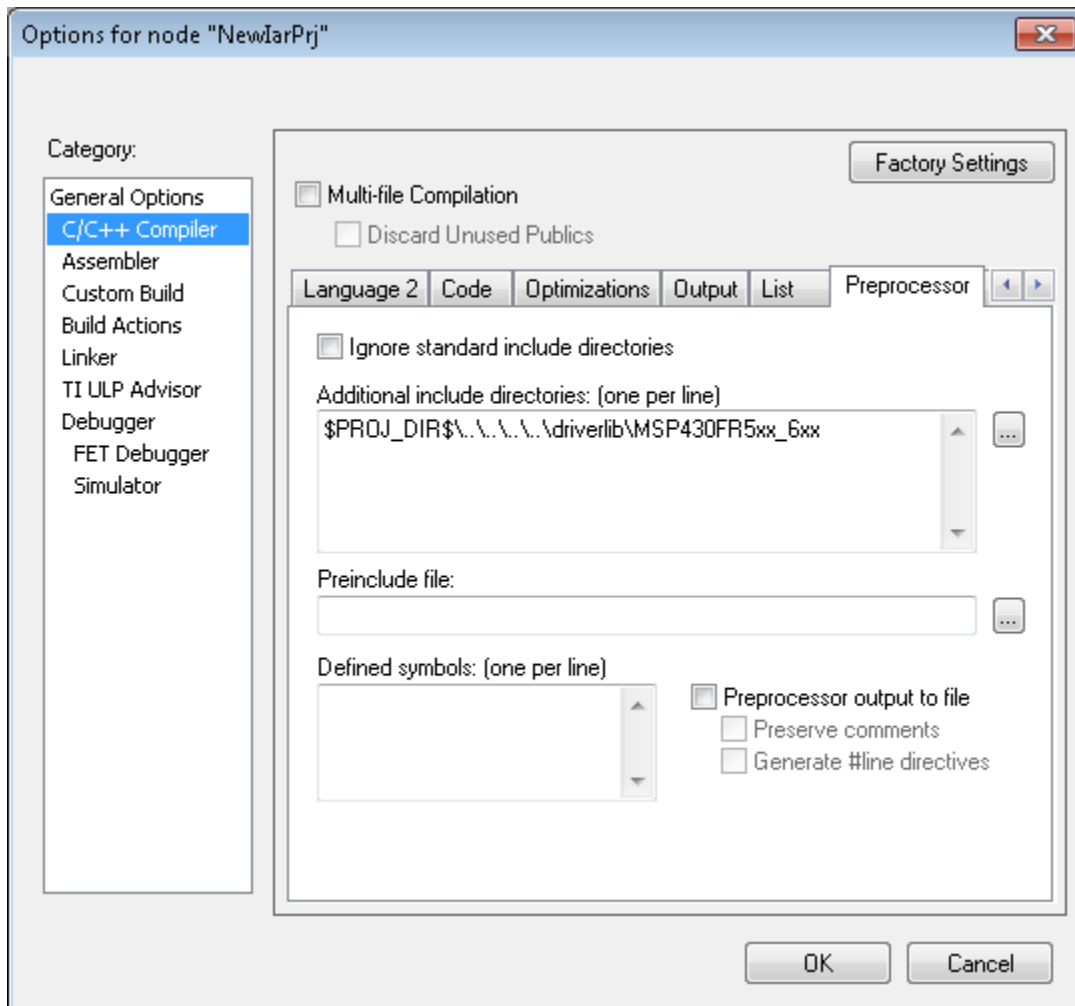 Options for node "NewIarPrj"
Category:
General Options
C/C++ Compiler
Assembler
Custom Build
Build Actions
Linker
TI ULP Advisor
Debugger
FET Debugger
Simulator
Factory Settings
Multi-file Compilation
Discard Unused Publics
Language 2 Code Optimizations Output List Preprocessor
Ignore standard include directories
Additional include directories: (one per line)
$PROJ_DIR$\..\..\..\..\driverlib\MSP430FR5xx_6xx
...
Preinclude file:
...
Defined symbols: (one per line)
Preprocessor output to file
Preserve comments
Generate #line directives
OK Cancel